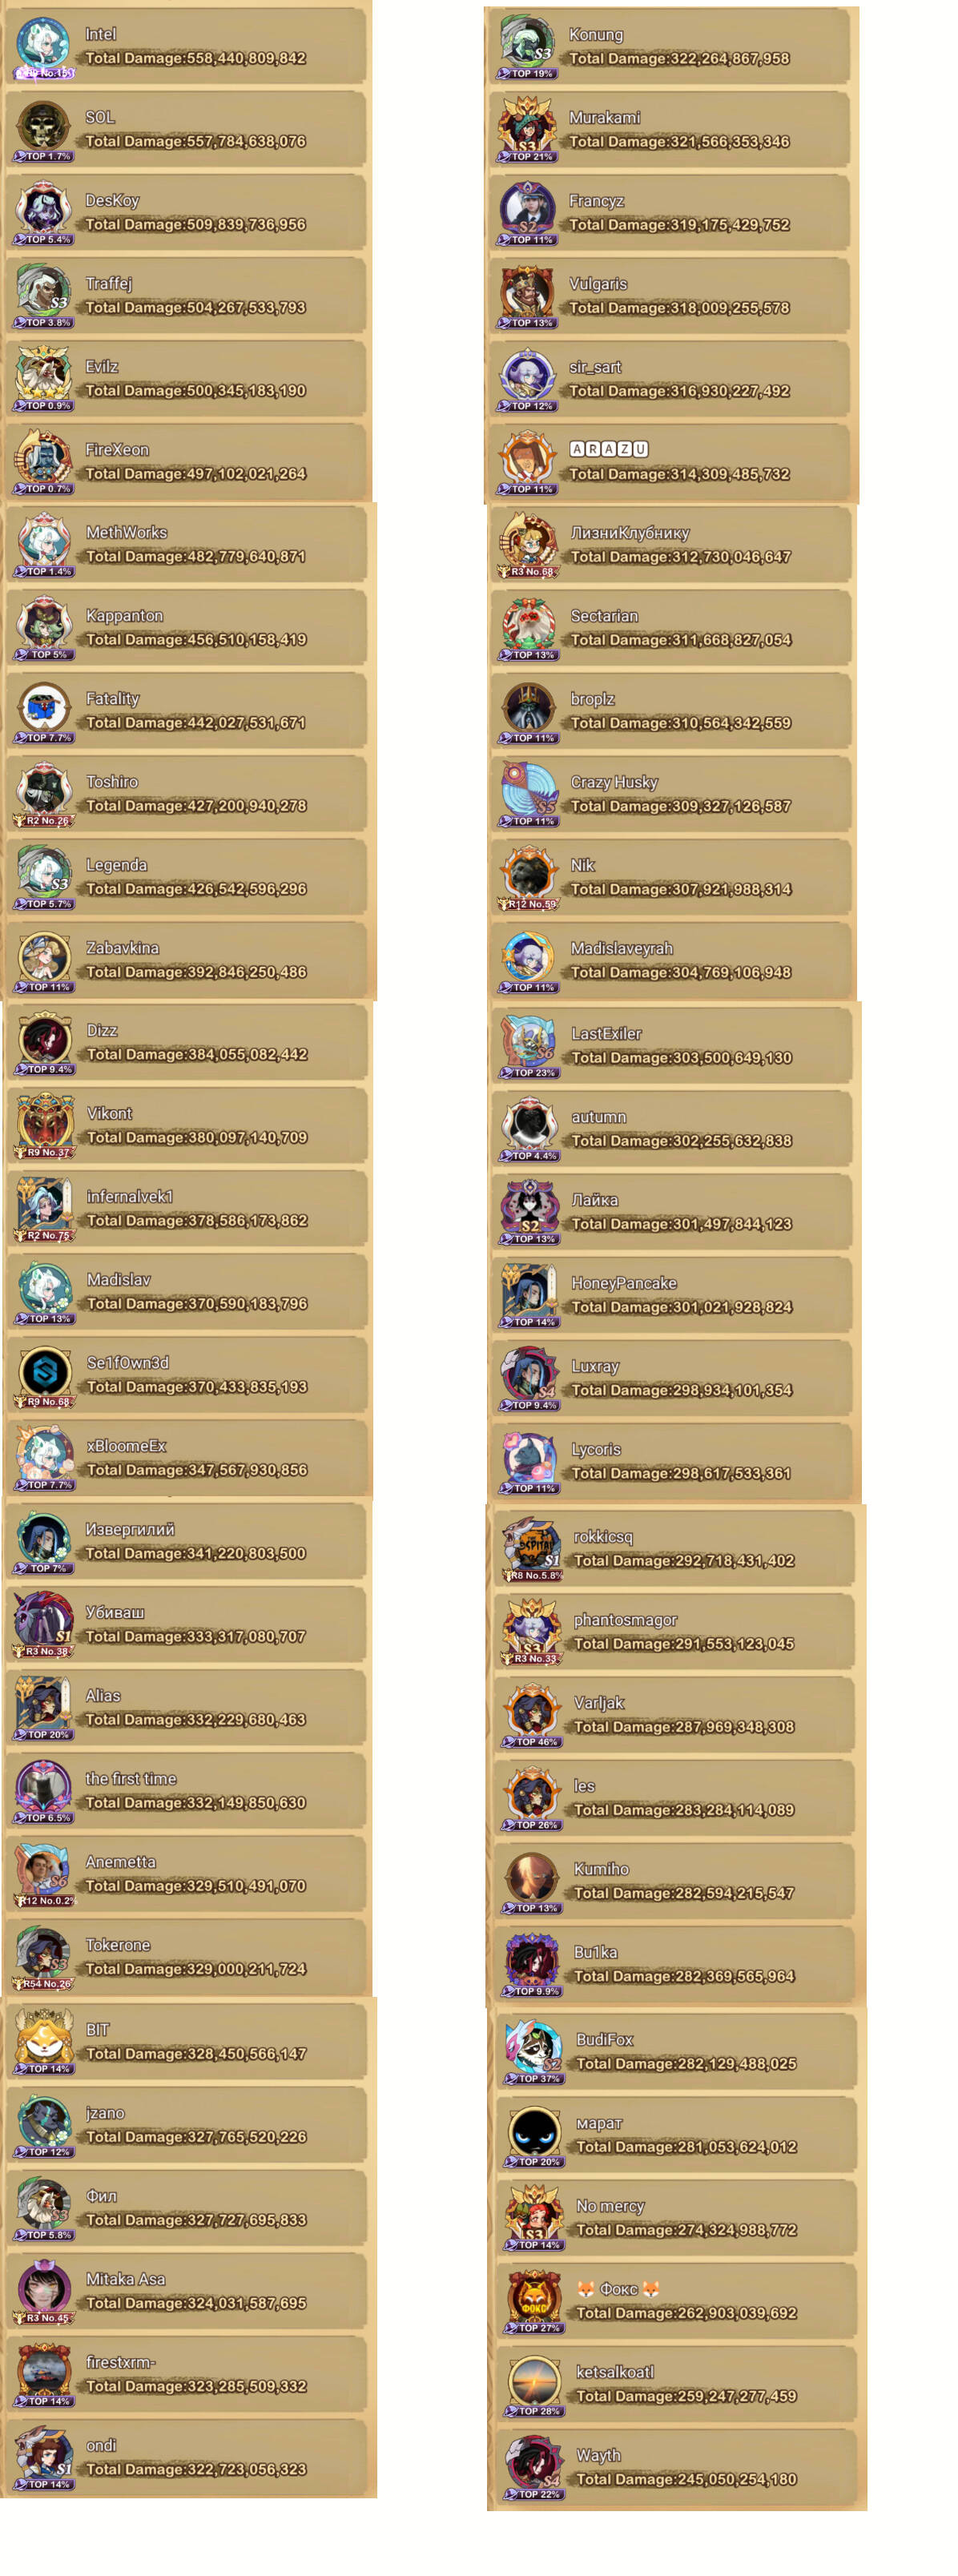 Intel
Total Damage:558,440,809,842
SOL
Total Damage:557,784,638,076
TOP 1.7%
DesKoy
Total Damage:509,839,736,956
TOP 5.4%
Traffej
Total Damage:504,267,533,793
S3
TOP 3.8%
Evilz
Total Damage:500,345,183,190
TOP 0.9%
FireXeon
Total Damage:497,102,021,264
TOP 0.7%
MethWorks
Total Damage:482,779,640,871
TOP 1.4%
Kappanton
Total Damage:456,510,158,419
TOP 5%
Fatality
Total Damage:442,027,531,671
TOP 7.7%
Toshiro
Total Damage:427,200,940,278
R2 No.26
Legenda
Total Damage:426,542,596,296
S3
TOP 5.7%
Zabavkina
Total Damage:392,846,250,486
TOP 11%
Dizz
Total Damage:384,055,082,442
TOP 9.4%
Vikont
Total Damage:380,097,140,709
R9 No.37
infernalvek1
Total Damage:378,586,173,862
R2 No.75
Madislav
Total Damage:370,590,183,796
TOP 13%
Se1fOwn3d
Total Damage:370,433,835,193
R9 No.68
xBloomeEx
Total Damage:347,567,930,856
TOP 7.7%
Извергилий
Total Damage:341,220,803,500
TOP 7%
Убиваш
Total Damage:333,317,080,707
S1
R3 No.38
Alias
Total Damage:332,229,680,463
TOP 20%
the first time
Total Damage:332,149,850,630
TOP 6.5%
Anemetta
Total Damage:329,510,491,070
S6
R12 No.0.2%
Tokerone
Total Damage:329,000,211,724
S3
R54 No.26
BIT
Total Damage:328,450,566,147
TOP 14%
jzano
Total Damage:327,765,520,226
TOP 12%
Фил
Total Damage:327,727,695,833
S3
TOP 5.8%
Mitaka Asa
Total Damage:324,031,587,695
R3 No.45
firestxrm-
Total Damage:323,285,509,332
TOP 14%
ondi
Total Damage:322,723,056,323
S1
TOP 14%
Konung
Total Damage:322,264,867,958
S3
TOP 19%
Murakami
Total Damage:321,566,353,346
S3
TOP 21%
Francyz
Total Damage:319,175,429,752
S2
TOP 11%
Vulgaris
Total Damage:318,009,255,578
TOP 13%
sir_sart
Total Damage:316,930,227,492
TOP 12%
🄰🅁🄰🅉🅄
Total Damage:314,309,485,732
TOP 11%
ЛизниКлубнику
Total Damage:312,730,046,647
R3 No.68
Sectarian
Total Damage:311,668,827,054
TOP 13%
broplz
Total Damage:310,564,342,559
TOP 11%
Crazy Husky
Total Damage:309,327,126,587
S5
TOP 11%
Nik
Total Damage:307,921,988,314
R12 No.59
Madislaveyrah
Total Damage:304,769,106,948
TOP 11%
LastExiler
Total Damage:303,500,649,130
S6
TOP 23%
autumn
Total Damage:302,255,632,838
TOP 4.4%
Лайка
Total Damage:301,497,844,123
S2
TOP 13%
HoneyPancake
Total Damage:301,021,928,824
TOP 14%
Luxray
Total Damage:298,934,101,354
S4
TOP 9.4%
Lycoris
Total Damage:298,617,533,361
TOP 11%
rokkicsq
Total Damage:292,718,431,402
S1
R8 No.5.8%
phantosmagor
Total Damage:291,553,123,045
S3
R3 No.33
Varljak
Total Damage:287,969,348,308
TOP 46%
les
Total Damage:283,284,114,089
TOP 26%
Kumiho
Total Damage:282,594,215,547
TOP 13%
Bu1ka
Total Damage:282,369,565,964
TOP 9.9%
BudiFox
Total Damage:282,129,488,025
S2
TOP 37%
марат
Total Damage:281,053,624,012
TOP 20%
No mercy
Total Damage:274,324,988,772
S3
TOP 14%
🦊 Фокс 🦊
Total Damage:262,903,039,692
ФОКС
TOP 27%
ketsalkoatl
Total Damage:259,247,277,459
TOP 28%
Wayth
Total Damage:245,050,254,180
S4
TOP 22%